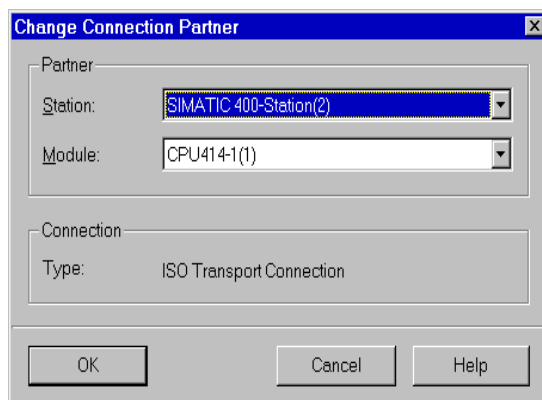 Change Connection Partner
Partner
Station: SIMATIC 400-Station(2)
Module: CPU414-1(1)
Connection
Type: ISO Transport Connection
OK Cancel Help